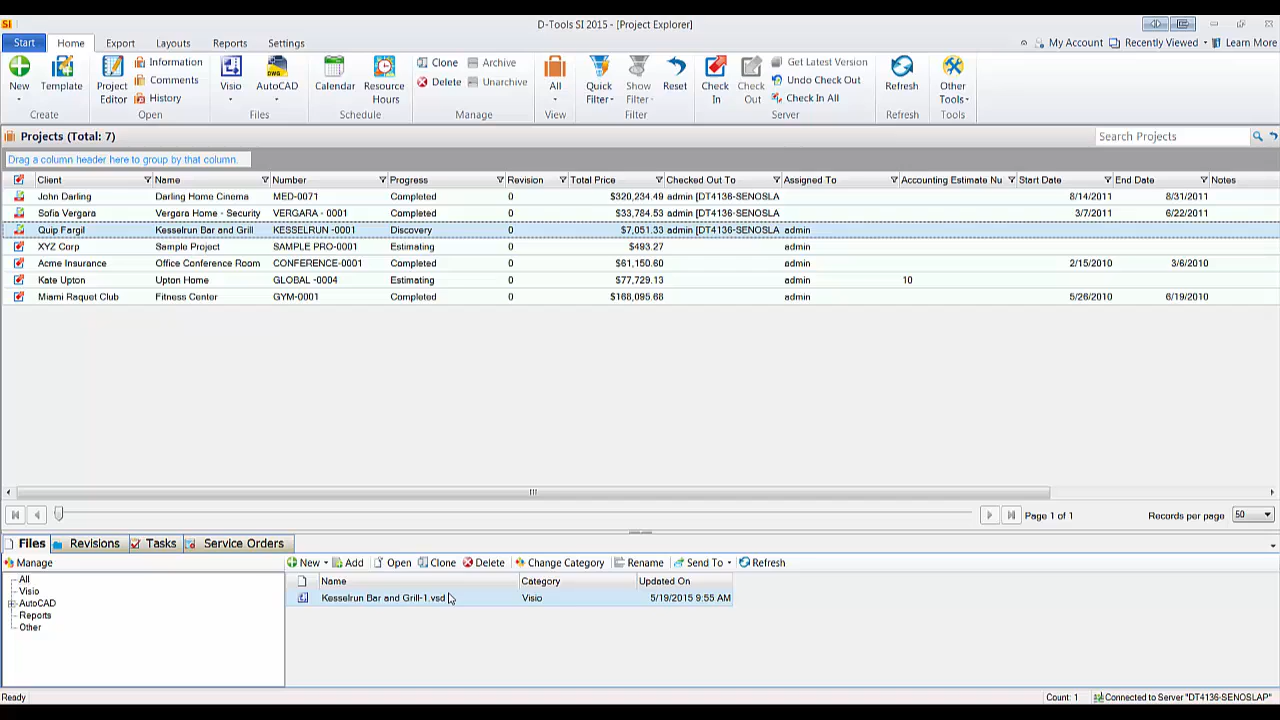 SI
D-Tools SI 2015 - [Project Explorer]
Start Home Export Layouts Reports Settings
My Account Recently Viewed Learn More
New Template Project Editor Information Comments History Visio AutoCAD DWG Calendar Resource Hours Clone Delete Archive Unarchive All Quick Filter Show Filter Reset Check In Check Out Get Latest Version Undo Check Out Check In All Refresh Other Tools
Create Open Files Schedule Manage View Filter Server Refresh Tools
Projects (Total: 7) Search Projects
Drag a column header here to group by that column.
Client Name Number Progress Revision Total Price Checked Out To Assigned To Accounting Estimate Nu Start Date End Date Notes
John Darling Darling Home Cinema MED-0071 Completed 0 $320,234.49 admin [DT4136-SENOSLA 8/14/2011 8/31/2011
Sofia Vergara Vergara Home - Security VERGARA - 0001 Completed 0 $33,784.53 admin [DT4136-SENOSLA 3/7/2011 6/22/2011
Quip Fargil Kesselrun Bar and Grill KESSELRUN -0001 Discovery 0 $7,051.33 admin [DT4136-SENOSLA admin
XYZ Corp Sample Project SAMPLE PRO-0001 Estimating 0 $493.27 admin
Acme Insurance Office Conference Room CONFERENCE-0001 Completed 0 $61,150.60 admin 2/15/2010 3/6/2010
Kate Upton Upton Home GLOBAL -0004 Estimating 0 $77,729.13 admin 10
Miami Raquet Club Fitness Center GYM-0001 Completed 0 $168,095.68 admin 5/26/2010 6/19/2010
Page 1 of 1 Records per page 50
Files Revisions Tasks Service Orders
Manage New Add Open Clone Delete Change Category Rename Send To Refresh
All
Visio
AutoCAD
Reports
Other
Name Category Updated On
Kesselrun Bar and Grill-1.vsd Visio 5/19/2015 9:55 AM
Ready Count: 1 Connected to Server "DT4136-SENOSLAP"